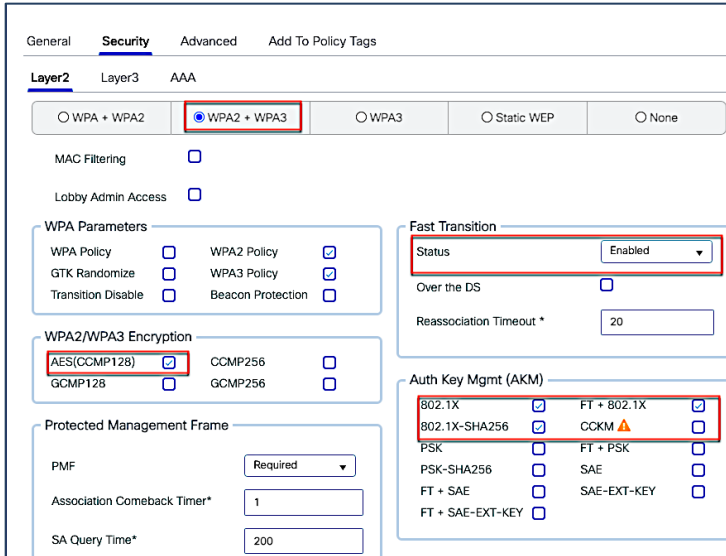 General Security Advanced Add To Policy Tags
Layer2 Layer3 AAA
WPA + WPA2 WPA2 + WPA3 WPA3 Static WEP None
MAC Filtering
Lobby Admin Access
WPA Parameters
WPA Policy WPA2 Policy
GTK Randomize WPA3 Policy
Transition Disable Beacon Protection
WPA2/WPA3 Encryption
AES(CCMP128) CCMP256
GCMP128 GCMP256
Protected Management Frame
PMF Required
Association Comeback Timer* 1
SA Query Time* 200
Fast Transition
Status Enabled
Over the DS
Reassociation Timeout * 20
Auth Key Mgmt (AKM)
802.1X FT + 802.1X
802.1X-SHA256 CCKM
PSK FT + PSK
PSK-SHA256 SAE
FT + SAE SAE-EXT-KEY
FT + SAE-EXT-KEY